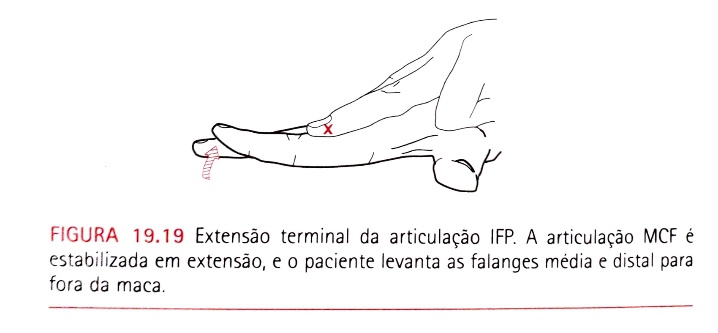 x
FIGURA 19.19 Extensão terminal da articulação IFP. A articulação MCF é
estabilizada em extensão, e o paciente levanta as falanges média e distal para
fora da maca.